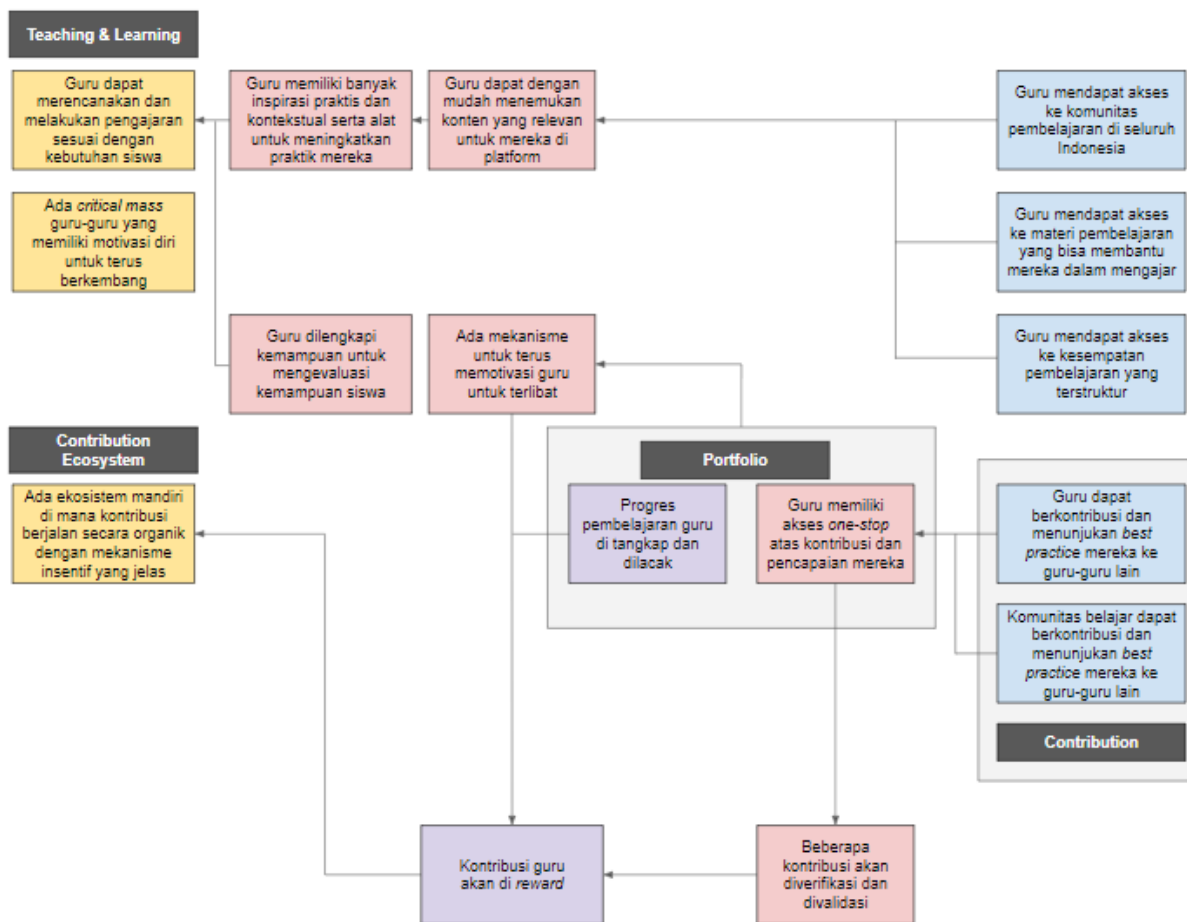 Teaching & Learning
Guru dapat
merencanakan dan
melakukan pengajaran
sesuai dengan
kebutuhan siswa
Guru memiliki banyak
inspirasi praktis dan
kontekstual serta alat
untuk meningkatkan
praktik mereka
Guru dapat dengan
mudah menemukan
konten yang relevan
untuk mereka di
platform
Guru mendapat akses
ke komunitas
pembelajaran di seluruh
Indonesia
Ada critical mass
guru-guru yang
memiliki motivasi diri
untuk terus
berkembang
Guru mendapat akses
ke materi pembelajaran
yang bisa membantu
mereka dalam mengajar
Guru dilengkapi
kemampuan untuk
mengevaluasi
kemampuan siswa
Ada mekanisme
untuk terus
memotivasi guru
untuk terlibat
Guru mendapat akses
ke kesempatan
pembelajaran yang
terstruktur
Contribution
Ecosystem
Ada ekosistem mandiri
di mana kontribusi
berjalan secara organik
dengan mekanisme
insentif yang jelas
Portfolio
Progres
pembelajaran guru
di tangkap dan
dilacak
Guru memiliki
akses one-stop
atas kontribusi dan
pencapaian mereka
Guru dapat
berkontribusi dan
menunjukan best
practice mereka ke
guru-guru lain
Komunitas belajar dapat
berkontribusi dan
menunjukan best
practice mereka ke
guru-guru lain
Contribution
Kontribusi guru
akan di reward
Beberapa
kontribusi akan
diverifikasi dan
divalidasi